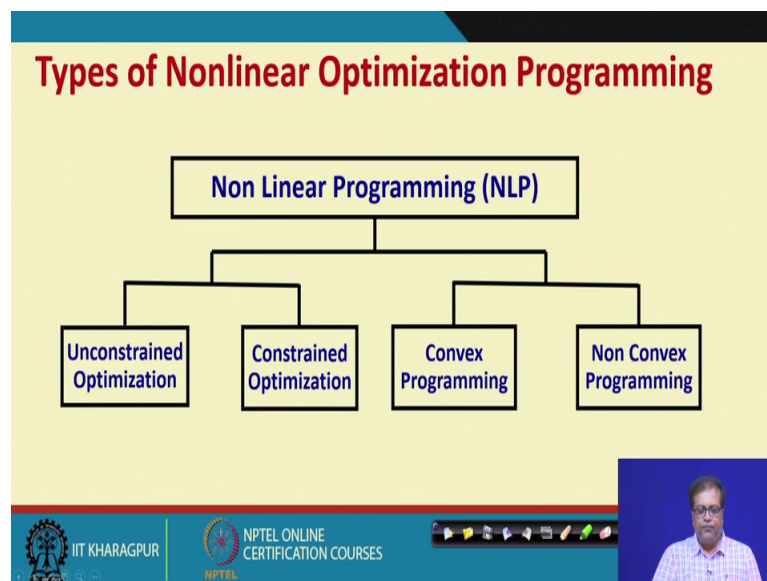 Types of Nonlinear Optimization Programming
Non Linear Programming (NLP)
Unconstrained
Optimization
Constrained
Optimization
Convex
Programming
Non Convex
Programming
IIT KHARAGPUR
NPTEL
NPTEL ONLINE
CERTIFICATION COURSES